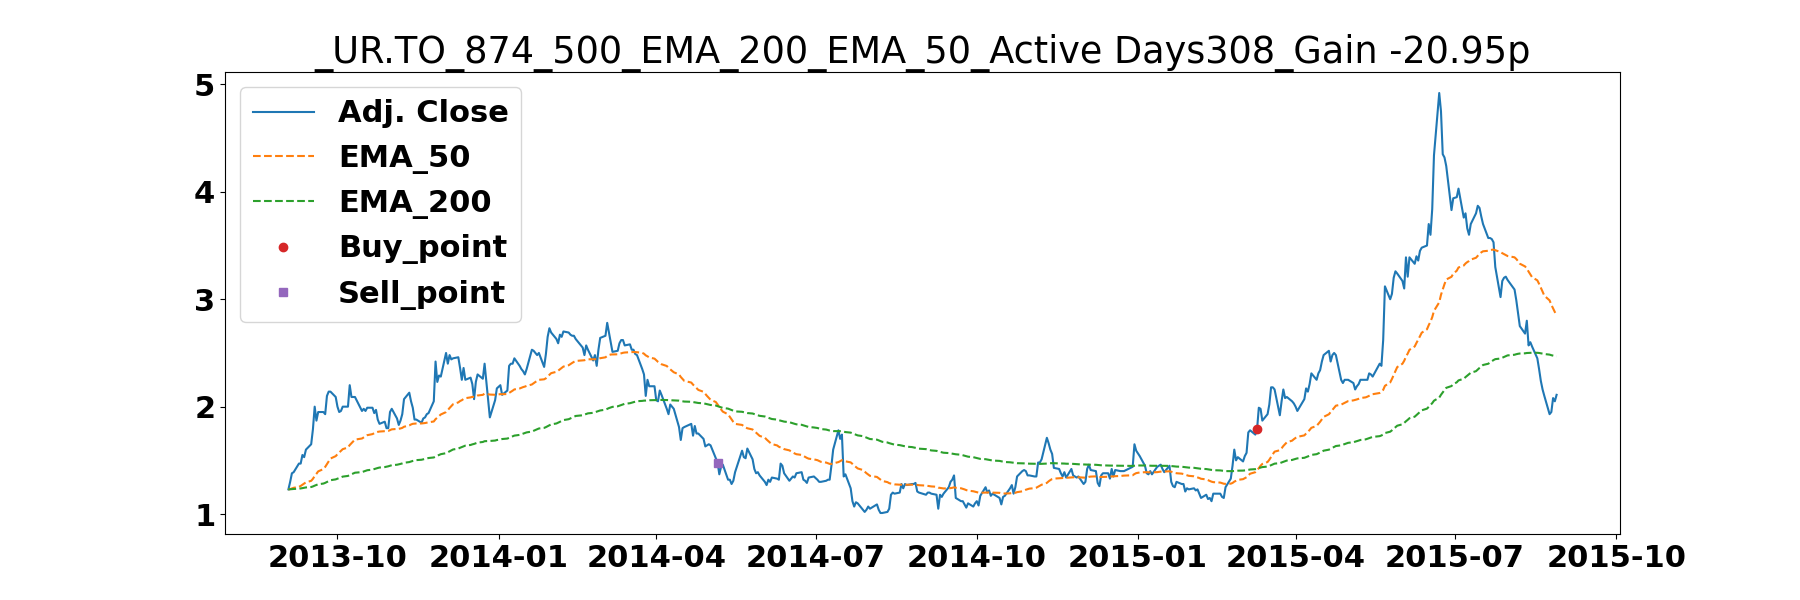 _UR.TO_874_500_EMA_200_EMA_50_Active Days308_Gain -20.95p
5
4
3
2
1
Adj. Close
EMA_50
EMA_200
Buy_point
Sell_point
2013-10 2014-01 2014-04 2014-07 2014-10 2015-01 2015-04 2015-07 2015-10